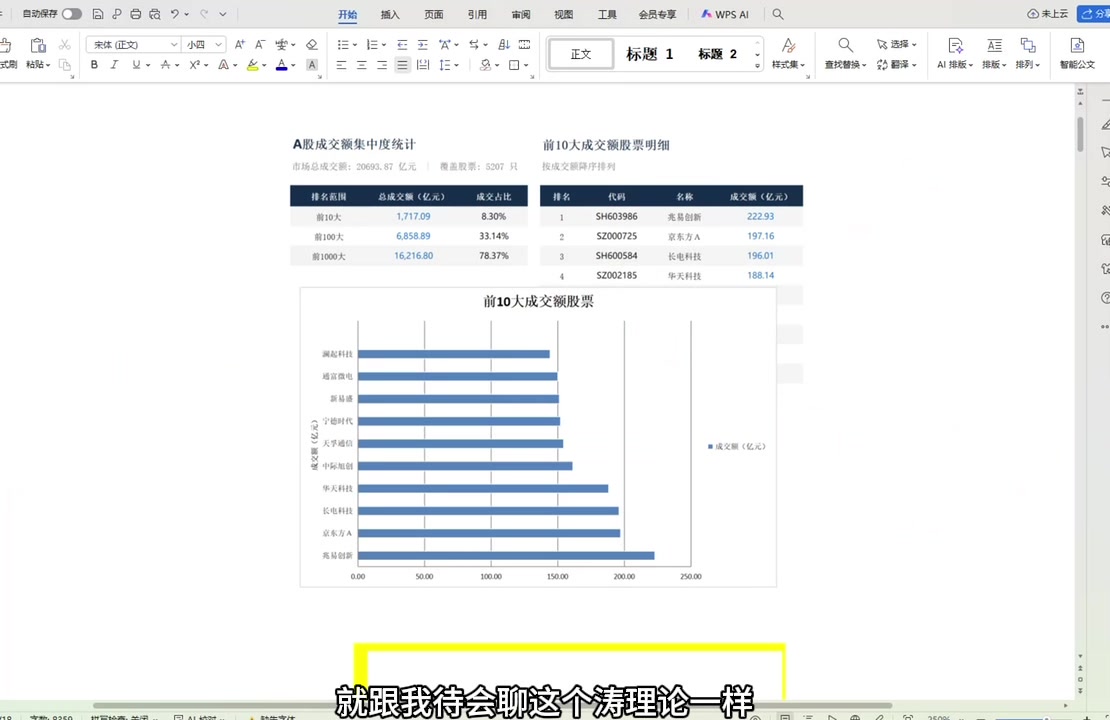 自动保存
开始 插入 页面 引用 审阅 视图 工具 会员专享 WPS AI
未上云 分享
式刷 粘贴 宋体 (正文) 小四
正文 标题 1 标题 2 样式集 查找替换 选择 翻译 AI 排版 排版 排列 智能公文
A股成交额集中度统计
市场总成交额: 20693.87 亿元 | 覆盖股票: 5207 只
排名范围 总成交额（亿元） 成交占比
前10大 1,717.09 8.30%
前100大 6,858.89 33.14%
前1000大 16,216.80 78.37%
前10大成交额股票明细
按成交额降序排列
排名 代码 名称 成交额（亿元）
1 SH603986 兆易创新 222.93
2 SZ000725 京东方A 197.16
3 SH600584 长电科技 196.01
4 SZ002185 华天科技 188.14
前10大成交额股票
成交额（亿元）
澜起科技
通富微电
新易盛
宁德时代
天孚通信
中际旭创
华天科技
长电科技
京东方A
兆易创新
0.00 50.00 100.00 150.00 200.00 250.00
成交额（亿元）
就跟我待会聊这个涛理论一样